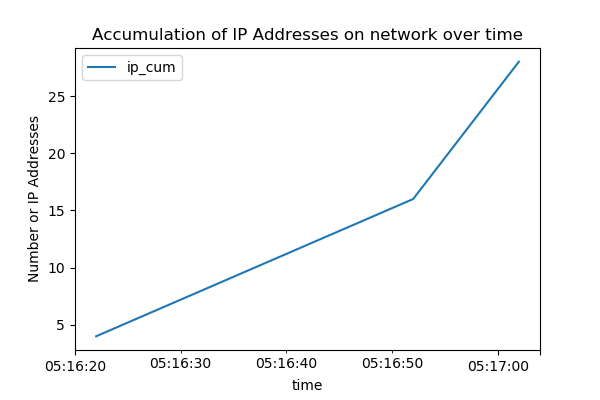 Accumulation of IP Addresses on network over time
ip_cum
Number or IP Addresses
25
20
15
10
5
05:16:20 05:16:30 05:16:40 05:16:50 05:17:00
time